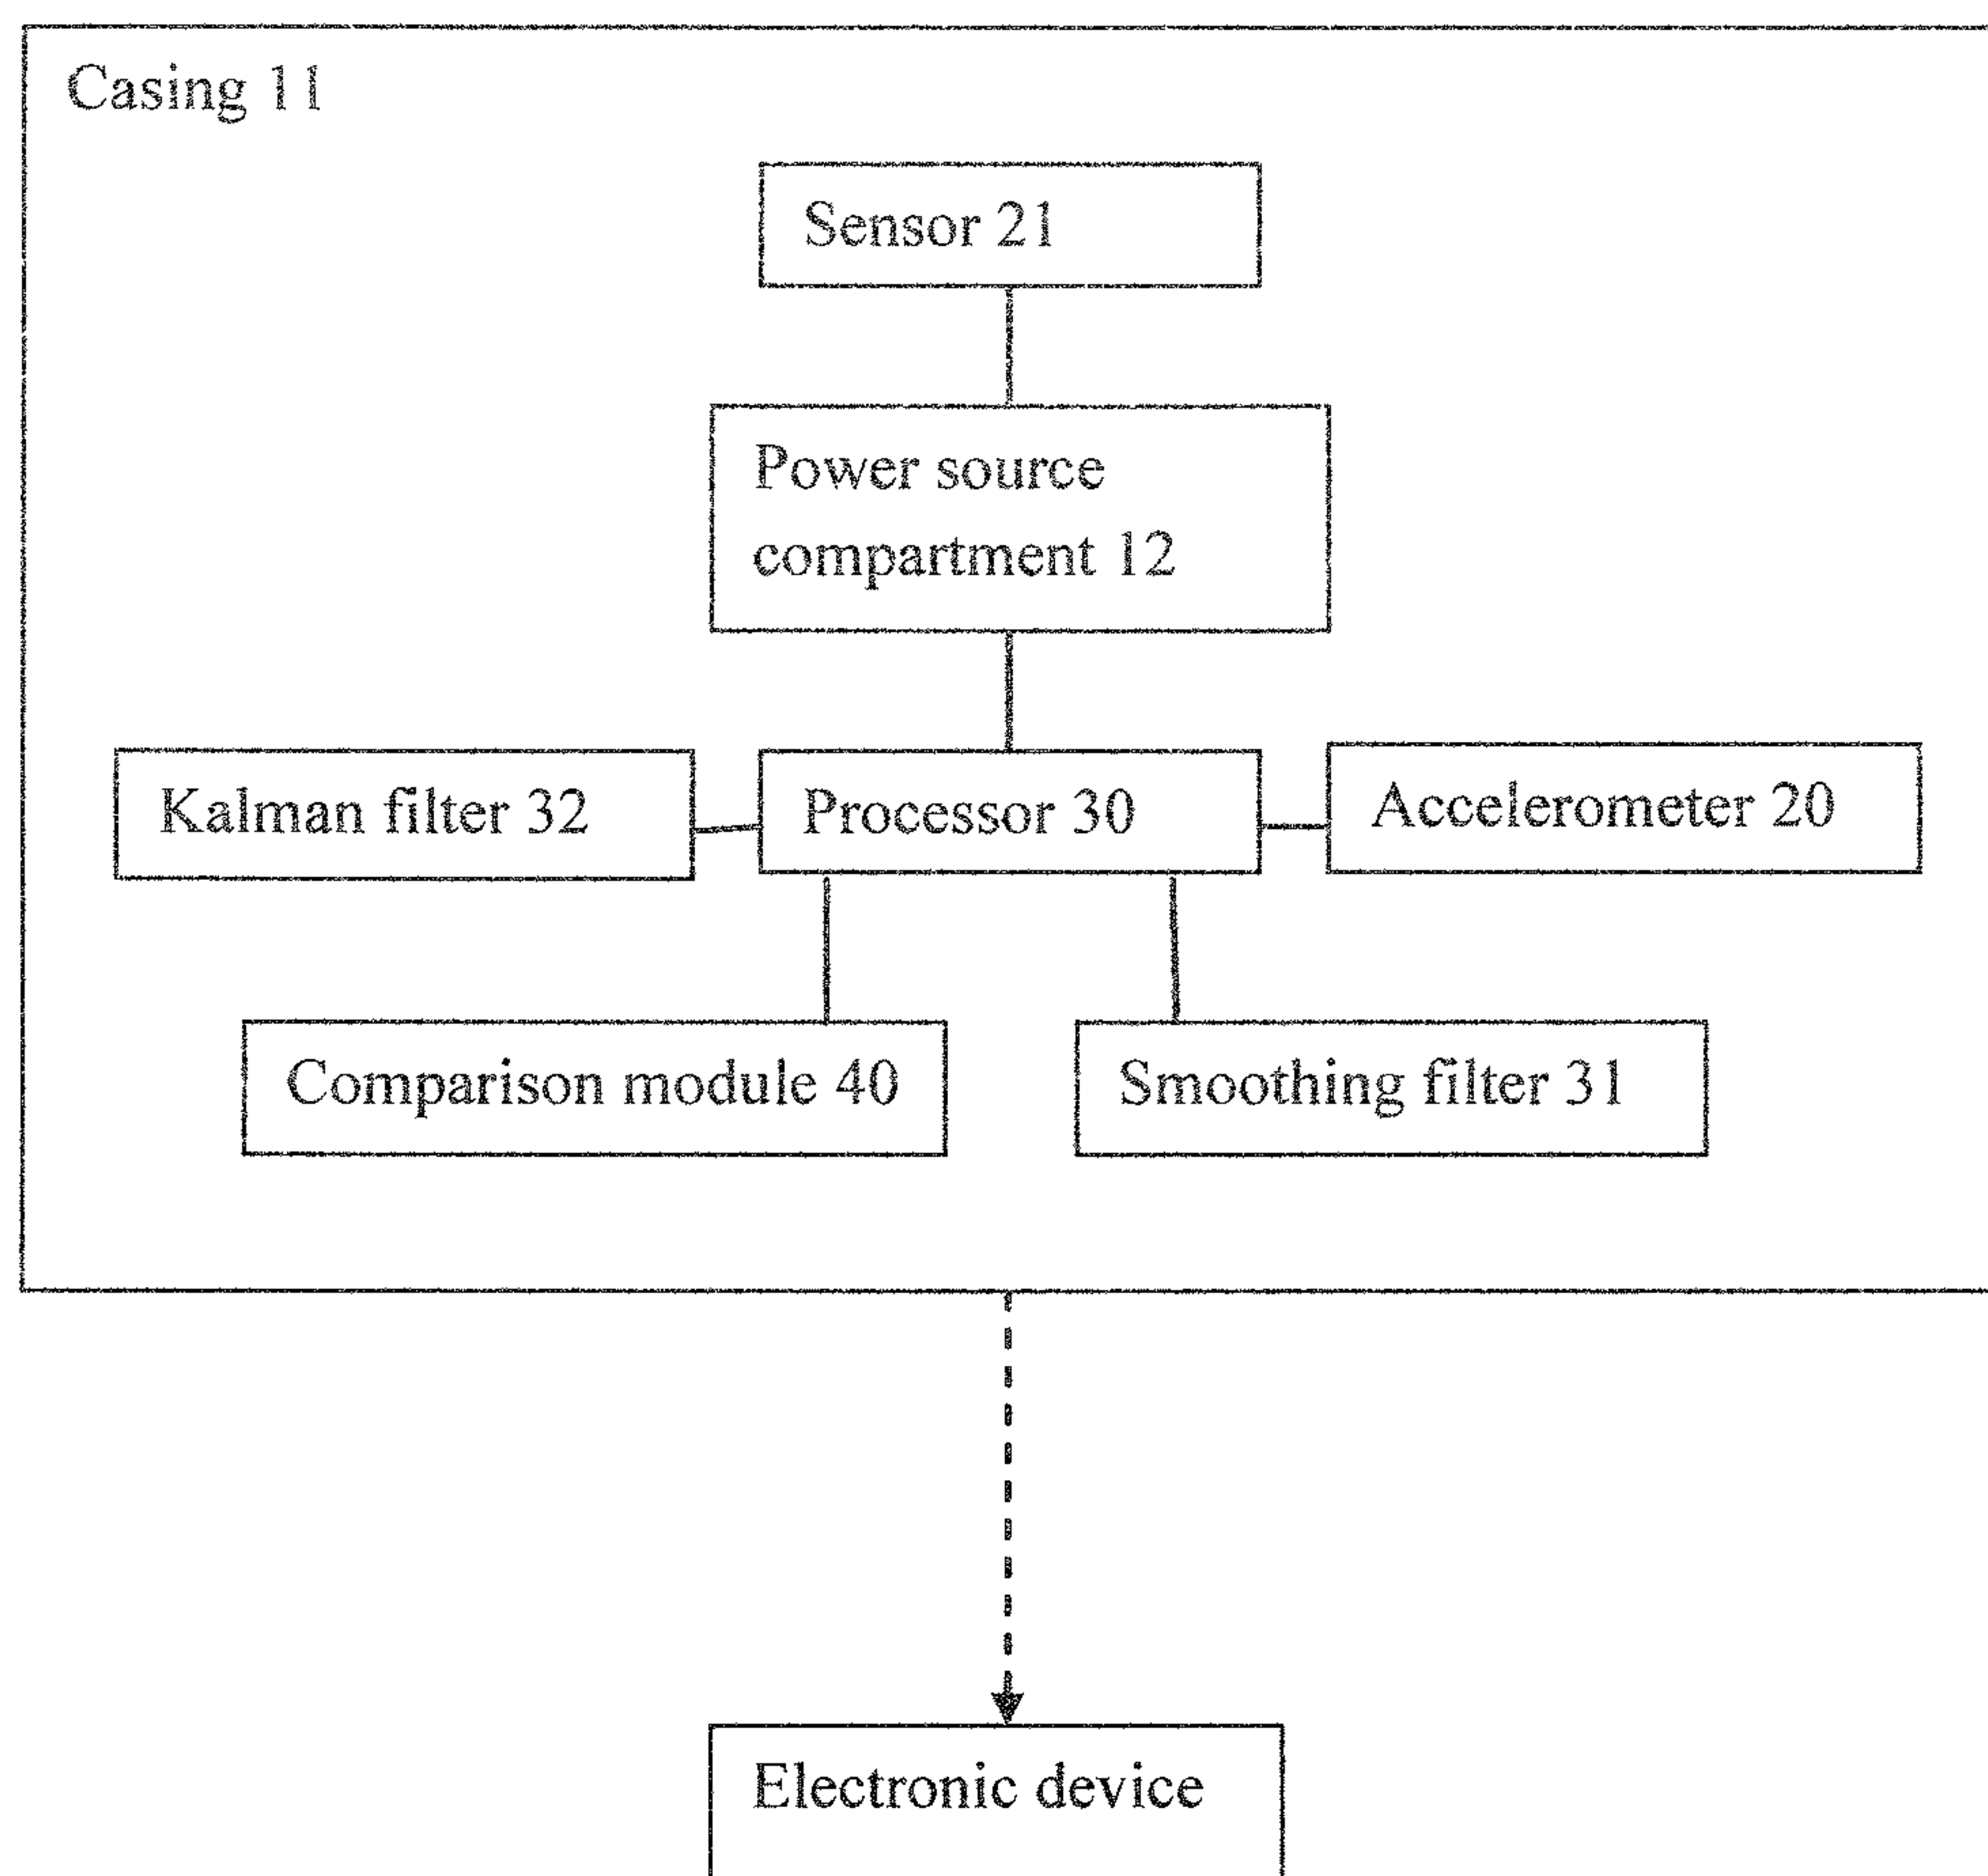 Casing 11
Sensor 21
Power source
compartment 12
Kalman filter 32
Processor 30
Accelerometer 20
Comparison module 40
Smoothing filter 31
Electronic device